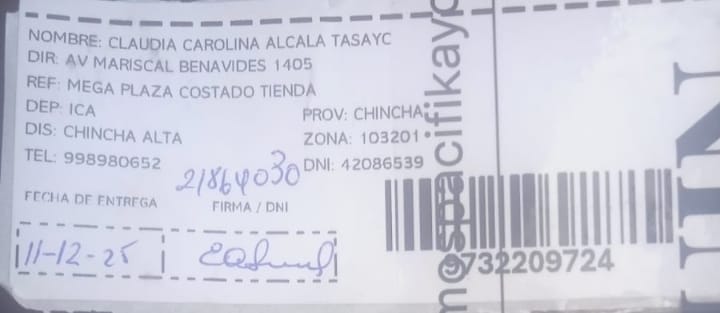 NOMBRE: CLAUDIA CAROLINA ALCALA TASAYC
DIR: AV MARISCAL BENAVIDES 1405
REF: MEGA PLAZA COSTADO TIENDA
DEP: ICA
PROV: CHINCHA
DIS: CHINCHA ALTA
ZONA: 103201
TEL: 998980652
DNI: 42086539
21864030
FECHA DE ENTREGA
FIRMA / DNI
11-12-25
9732209724
mospacifikayp